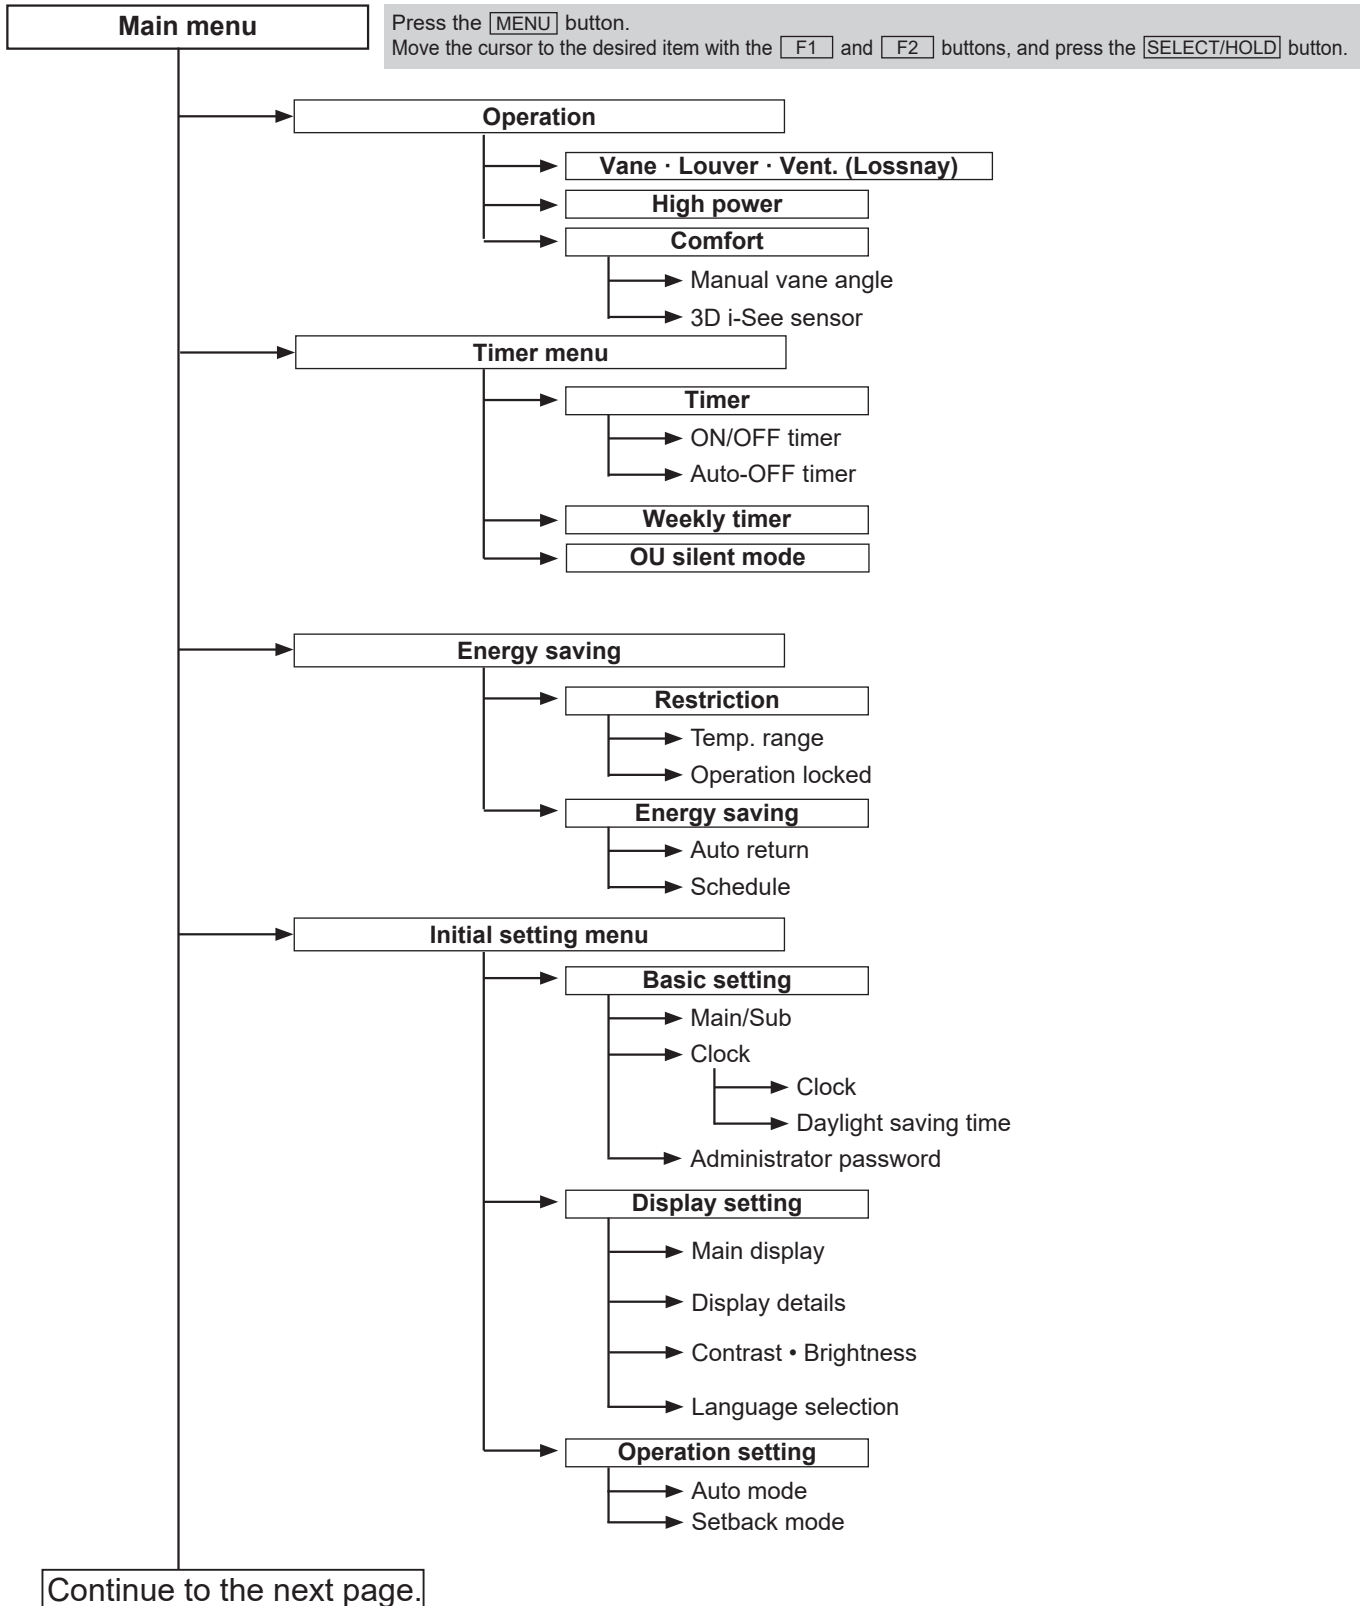 Main menu
Press the MENU button.
Move the cursor to the desired item with the F1 and F2 buttons, and press the SELECT/HOLD button.
Operation
Vane · Louver · Vent. (Lossnay)
High power
Comfort
Manual vane angle
3D i-See sensor
Timer menu
Timer
ON/OFF timer
Auto-OFF timer
Weekly timer
OU silent mode
Energy saving
Restriction
Temp. range
Operation locked
Energy saving
Auto return
Schedule
Initial setting menu
Basic setting
Main/Sub
Clock
Clock
Daylight saving time
Administrator password
Display setting
Main display
Display details
Contrast • Brightness
Language selection
Operation setting
Auto mode
Setback mode
Continue to the next page.